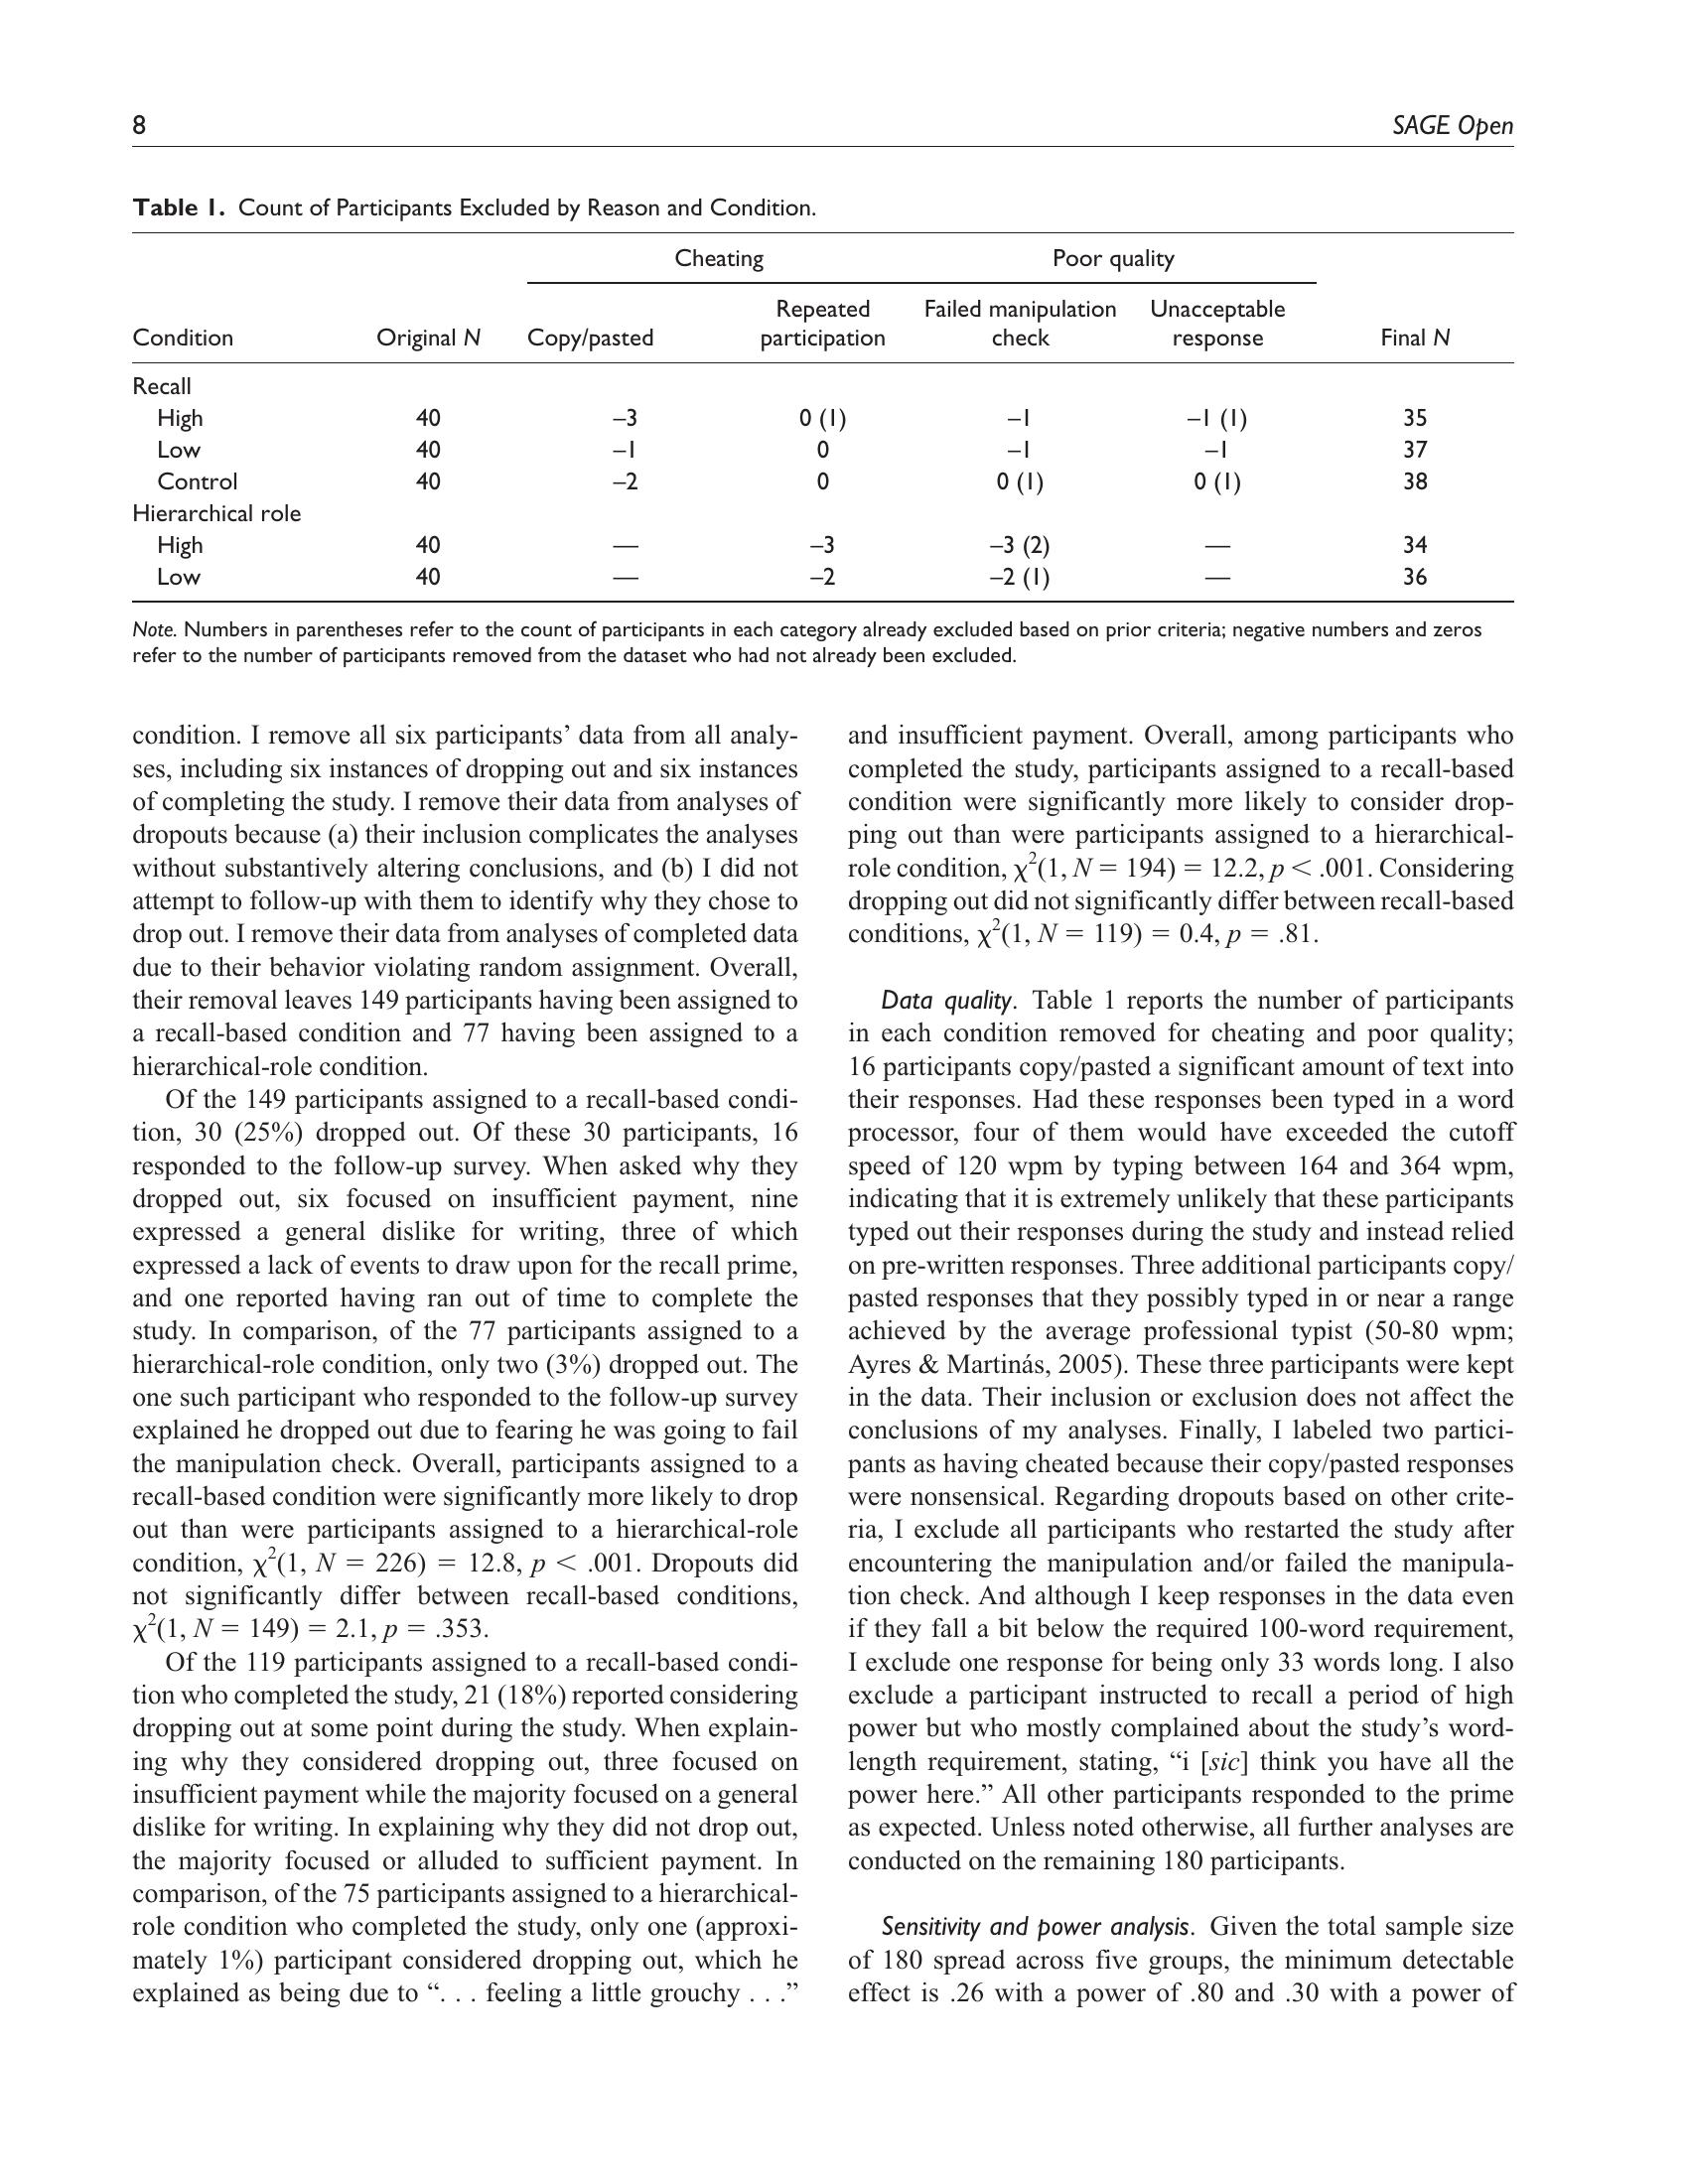 8
SAGE Open
Table 1. Count of Participants Excluded by Reason and Condition.
Cheating Poor quality
Condition Original N Copy/pasted Repeated participation Failed manipulation check Unacceptable response Final N
Recall
High 40 –3 0 (1) –1 –1 (1) 35
Low 40 –1 0 –1 –1 37
Control 40 –2 0 0 (1) 0 (1) 38
Hierarchical role
High 40 — –3 –3 (2) — 34
Low 40 — –2 –2 (1) — 36
Note. Numbers in parentheses refer to the count of participants in each category already excluded based on prior criteria; negative numbers and zeros
refer to the number of participants removed from the dataset who had not already been excluded.
condition. I remove all six participants’ data from all analy-
ses, including six instances of dropping out and six instances
of completing the study. I remove their data from analyses of
dropouts because (a) their inclusion complicates the analyses
without substantively altering conclusions, and (b) I did not
attempt to follow-up with them to identify why they chose to
drop out. I remove their data from analyses of completed data
due to their behavior violating random assignment. Overall,
their removal leaves 149 participants having been assigned to
a recall-based condition and 77 having been assigned to a
hierarchical-role condition.
Of the 149 participants assigned to a recall-based condi-
tion, 30 (25%) dropped out. Of these 30 participants, 16
responded to the follow-up survey. When asked why they
dropped out, six focused on insufficient payment, nine
expressed a general dislike for writing, three of which
expressed a lack of events to draw upon for the recall prime,
and one reported having ran out of time to complete the
study. In comparison, of the 77 participants assigned to a
hierarchical-role condition, only two (3%) dropped out. The
one such participant who responded to the follow-up survey
explained he dropped out due to fearing he was going to fail
the manipulation check. Overall, participants assigned to a
recall-based condition were significantly more likely to drop
out than were participants assigned to a hierarchical-role
condition, χ²(1, N = 226) = 12.8, p < .001. Dropouts did
not significantly differ between recall-based conditions,
χ²(1, N = 149) = 2.1, p = .353.
Of the 119 participants assigned to a recall-based condi-
tion who completed the study, 21 (18%) reported considering
dropping out at some point during the study. When explain-
ing why they considered dropping out, three focused on
insufficient payment while the majority focused on a general
dislike for writing. In explaining why they did not drop out,
the majority focused or alluded to sufficient payment. In
comparison, of the 75 participants assigned to a hierarchical-
role condition who completed the study, only one (approxi-
mately 1%) participant considered dropping out, which he
explained as being due to “. . . feeling a little grouchy . . .”
and insufficient payment. Overall, among participants who
completed the study, participants assigned to a recall-based
condition were significantly more likely to consider drop-
ping out than were participants assigned to a hierarchical-
role condition, χ²(1, N = 194) = 12.2, p < .001. Considering
dropping out did not significantly differ between recall-based
conditions, χ²(1, N = 119) = 0.4, p = .81.
Data quality. Table 1 reports the number of participants
in each condition removed for cheating and poor quality;
16 participants copy/pasted a significant amount of text into
their responses. Had these responses been typed in a word
processor, four of them would have exceeded the cutoff
speed of 120 wpm by typing between 164 and 364 wpm,
indicating that it is extremely unlikely that these participants
typed out their responses during the study and instead relied
on pre-written responses. Three additional participants copy/
pasted responses that they possibly typed in or near a range
achieved by the average professional typist (50-80 wpm;
Ayres & Martinás, 2005). These three participants were kept
in the data. Their inclusion or exclusion does not affect the
conclusions of my analyses. Finally, I labeled two partici-
pants as having cheated because their copy/pasted responses
were nonsensical. Regarding dropouts based on other crite-
ria, I exclude all participants who restarted the study after
encountering the manipulation and/or failed the manipula-
tion check. And although I keep responses in the data even
if they fall a bit below the required 100-word requirement,
I exclude one response for being only 33 words long. I also
exclude a participant instructed to recall a period of high
power but who mostly complained about the study’s word-
length requirement, stating, “i [sic] think you have all the
power here.” All other participants responded to the prime
as expected. Unless noted otherwise, all further analyses are
conducted on the remaining 180 participants.
Sensitivity and power analysis. Given the total sample size
of 180 spread across five groups, the minimum detectable
effect is .26 with a power of .80 and .30 with a power of